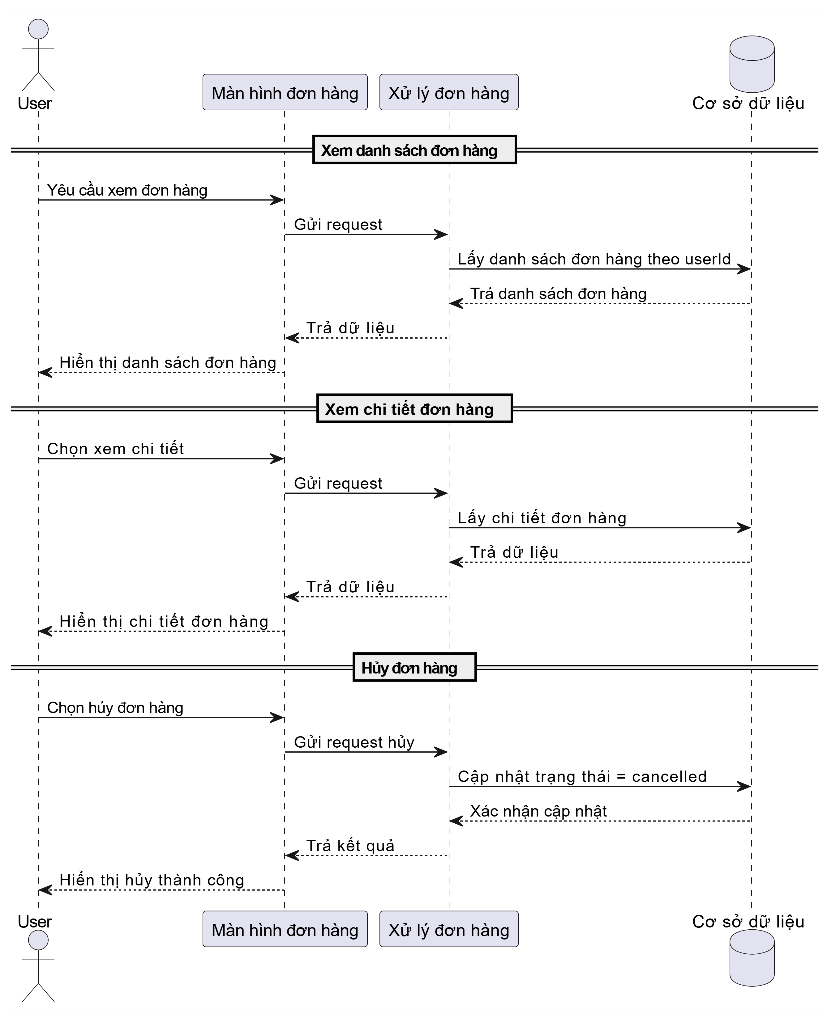 User
Màn hình đơn hàng
Xử lý đơn hàng
Cơ sở dữ liệu
Xem danh sách đơn hàng
Yêu cầu xem đơn hàng
Gửi request
Lấy danh sách đơn hàng theo userId
Trả danh sách đơn hàng
Trả dữ liệu
Hiển thị danh sách đơn hàng
Xem chi tiết đơn hàng
Chọn xem chi tiết
Gửi request
Lấy chi tiết đơn hàng
Trả dữ liệu
Trả dữ liệu
Hiển thị chi tiết đơn hàng
Hủy đơn hàng
Chọn hủy đơn hàng
Gửi request hủy
Cập nhật trạng thái = cancelled
Xác nhận cập nhật
Trả kết quả
Hiển thị hủy thành công
User
Màn hình đơn hàng
Xử lý đơn hàng
Cơ sở dữ liệu